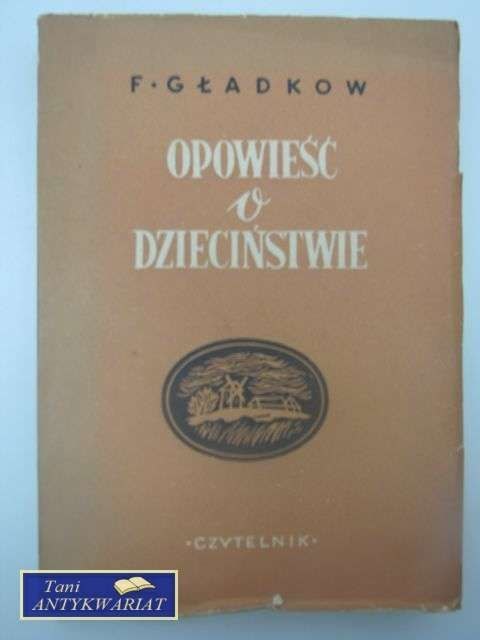 F·GŁADKOW
OPOWIEŚĆ
o
DZIECIŃSTWIE
·CZYTELNIK·
Tani
ANTYKWARIAT